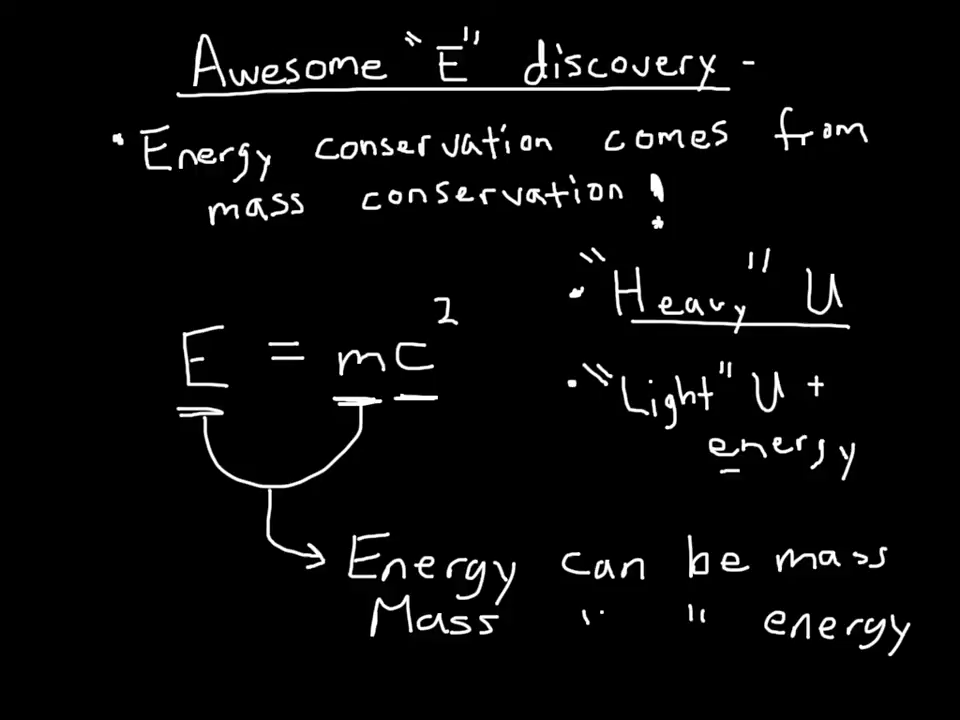 Awesome "E" discovery -
• Energy conservation comes from
mass conservation !
• "Heavy" U
E = mc²
• "Light" U +
energy
Energy can be mass
Mass " " energy